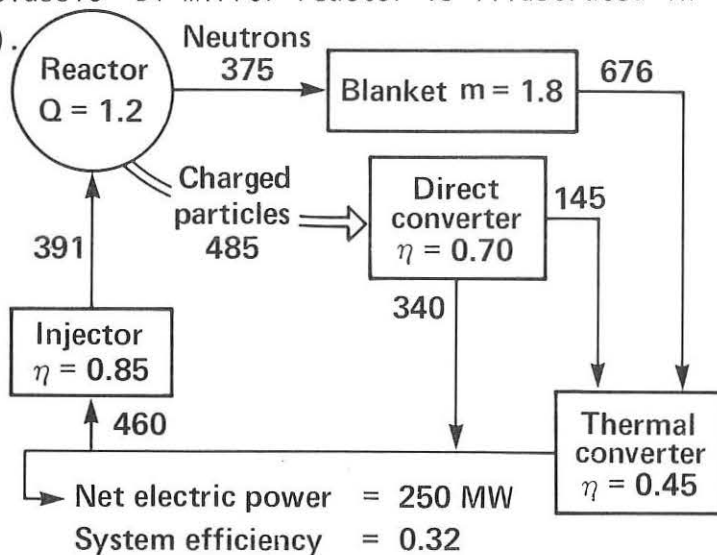 ).
Neutrons
375
Reactor
Q = 1.2
Blanket m = 1.8
676
Charged
particles
485
Direct
converter
η = 0.70
145
391
340
Injector
η = 0.85
460
Thermal
converter
η = 0.45
Net electric power = 250 MW
System efficiency = 0.32